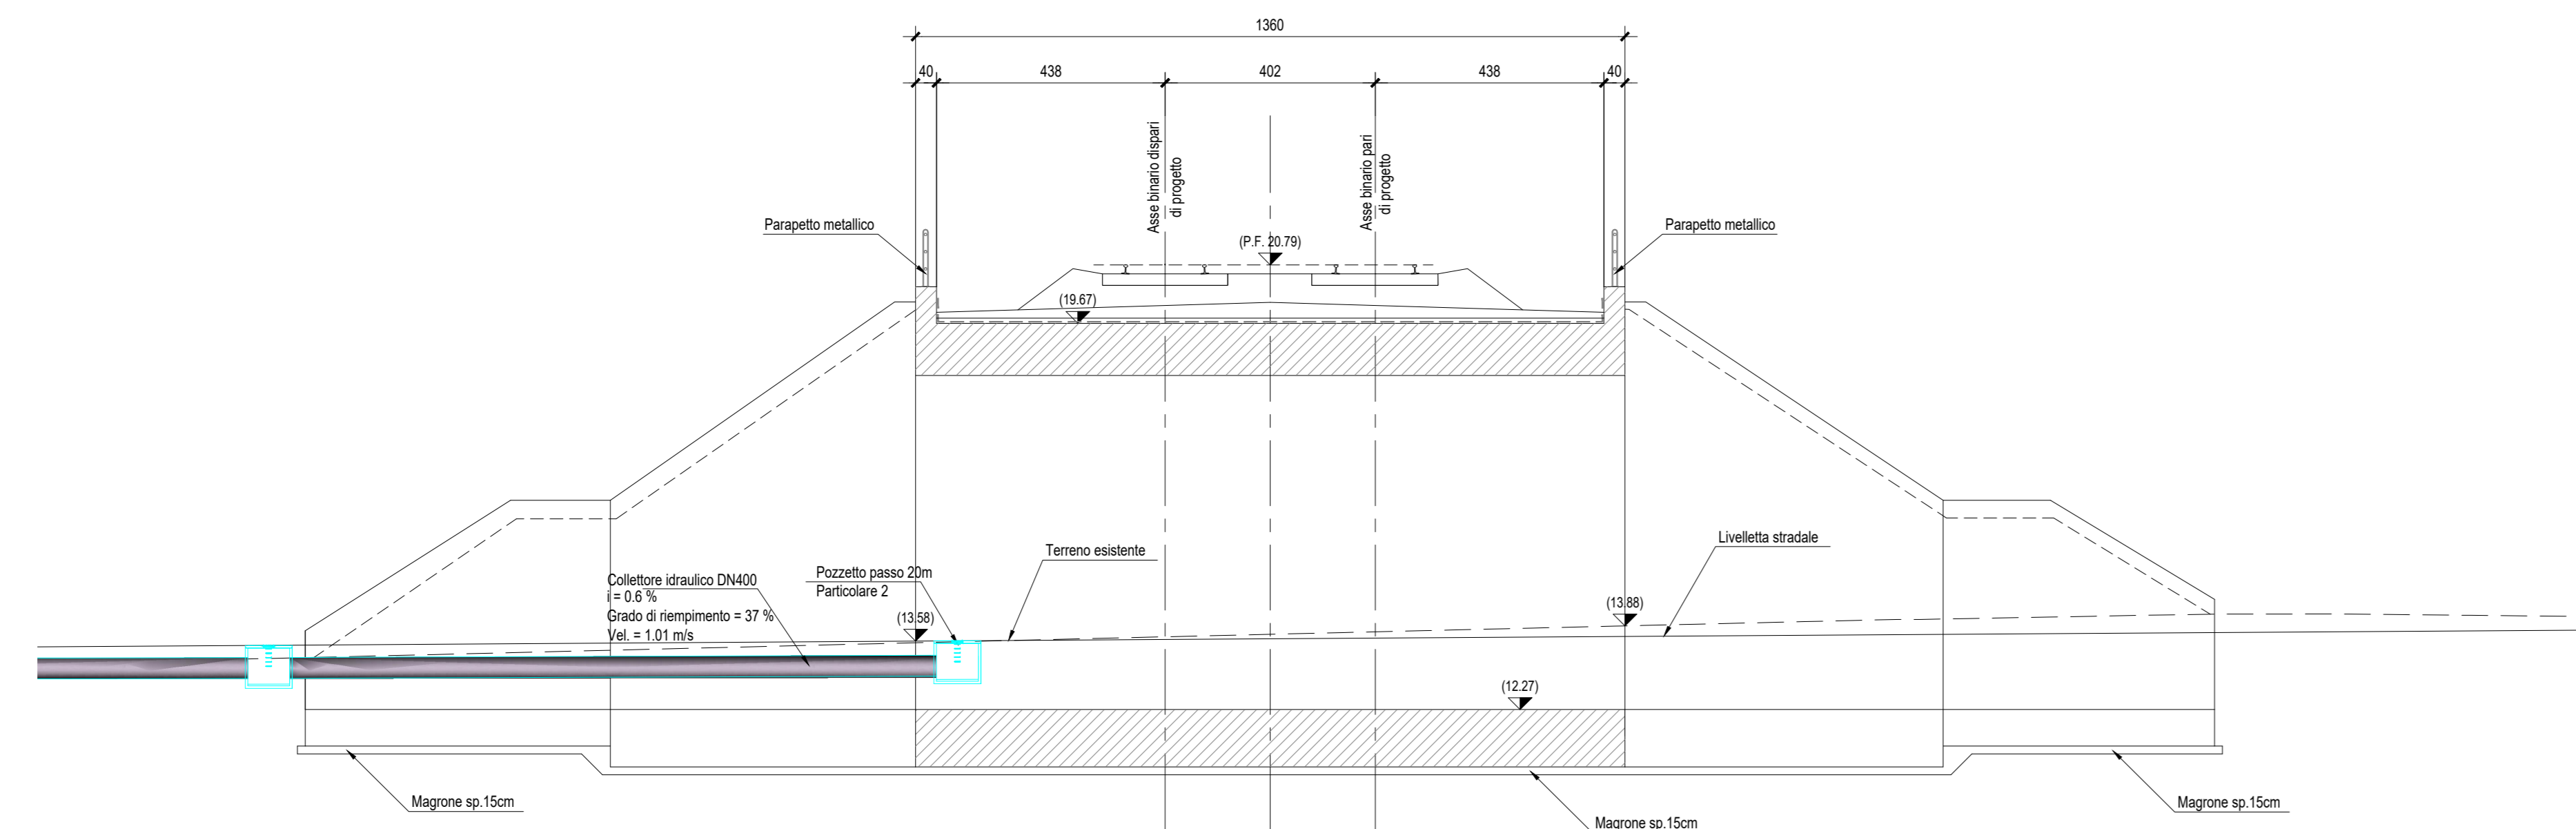 1360
40
438
402
438
40
Asse binario dispari
di progetto
Asse binario pari
di progetto
Parapetto metallico
Parapetto metallico
(P.F. 20.79)
(19.67)
Livelletta stradale
Terreno esistente
Pozzetto passo 20m
Particolare 2
Collettore idraulico DN400
i = 0.6 %
Grado di riempimento = 37 %
Vel. = 1.01 m/s
(13.58)
(13.88)
(12.27)
Magrone sp.15cm
Magrone sp.15cm
Magrone sp.15cm